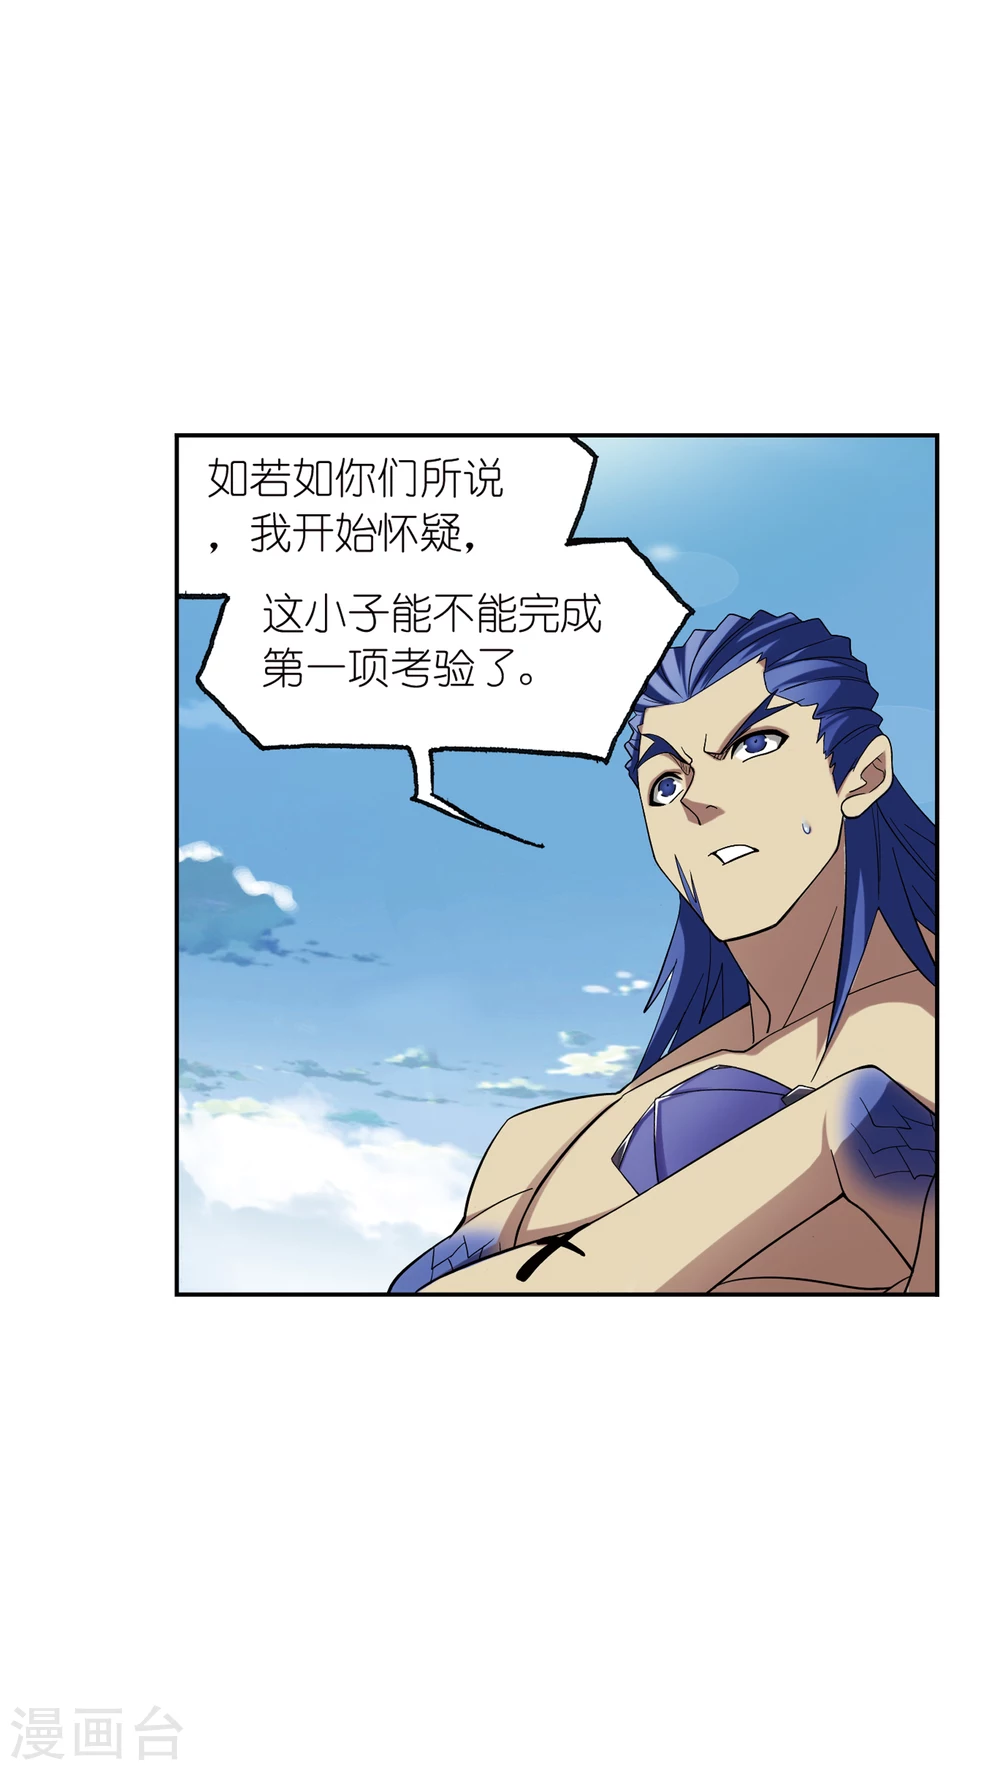 如若如你们所说
，我开始怀疑，
这小子能不能完成
第一项考验了。
漫画台